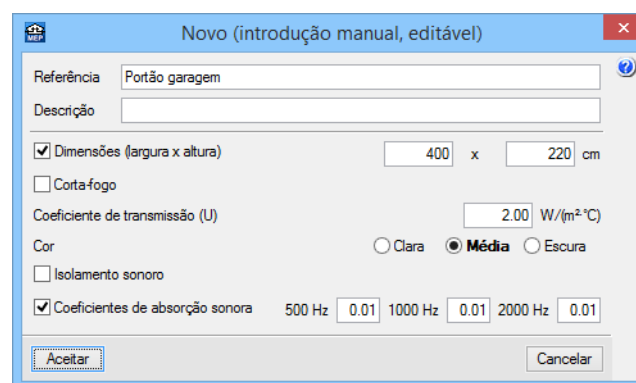 MEP Novo (introdução manual, editável) ×
Referência Portão garagem ?
Descrição
Dimensões (largura x altura) 400 x 220 cm
Corta-fogo
Coeficiente de transmissão (U) 2.00 W/(m²·°C)
Cor Clara Média Escura
Isolamento sonoro
Coeficientes de absorção sonora 500 Hz 0.01 1000 Hz 0.01 2000 Hz 0.01
Aceitar Cancelar